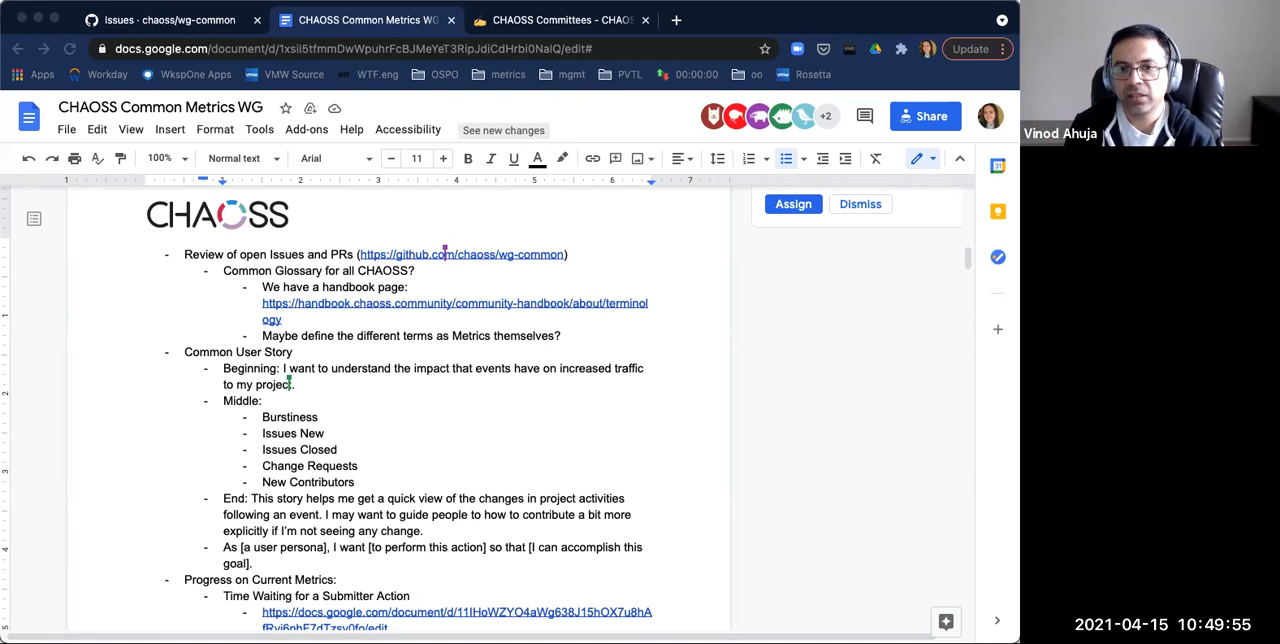 Issues · chaoss/wg-common
CHAOSS Common Metrics WG
CHAOSS Committees - CHAOS
docs.google.com/document/d/1xsii5tfmmDwWpuhrFcBJMeYeT3RipJdiCdHrbi0NaIQ/edit#
Update
Apps
Workday
WkspOne Apps
VMW Source
WTF.eng
OSPO
metrics
mgmt
PVTL
00:00:00
oo
Rosetta
CHAOSS Common Metrics WG
File Edit View Insert Format Tools Add-ons Help Accessibility
See new changes
+2
Share
Vinod Ahuja
100%
Normal text
Arial
11
1 1 2 3 4 5 6 7
Assign
Dismiss
CHAOSS
- Review of open Issues and PRs (https://github.com/chaoss/wg-common)
- Common Glossary for all CHAOSS?
- We have a handbook page:
https://handbook.chaoss.community/community-handbook/about/terminol
ogy
- Maybe define the different terms as Metrics themselves?
- Common User Story
- Beginning: I want to understand the impact that events have on increased traffic
to my project.
- Middle:
- Burstiness
- Issues New
- Issues Closed
- Change Requests
- New Contributors
- End: This story helps me get a quick view of the changes in project activities
following an event. I may want to guide people to how to contribute a bit more
explicitly if I'm not seeing any change.
- As [a user persona], I want [to perform this action] so that [I can accomplish this
goal].
- Progress on Current Metrics:
- Time Waiting for a Submitter Action
- https://docs.google.com/document/d/11IHoWZYO4aWg638J15hOX7u8hA
2021-04-15 10:49:55